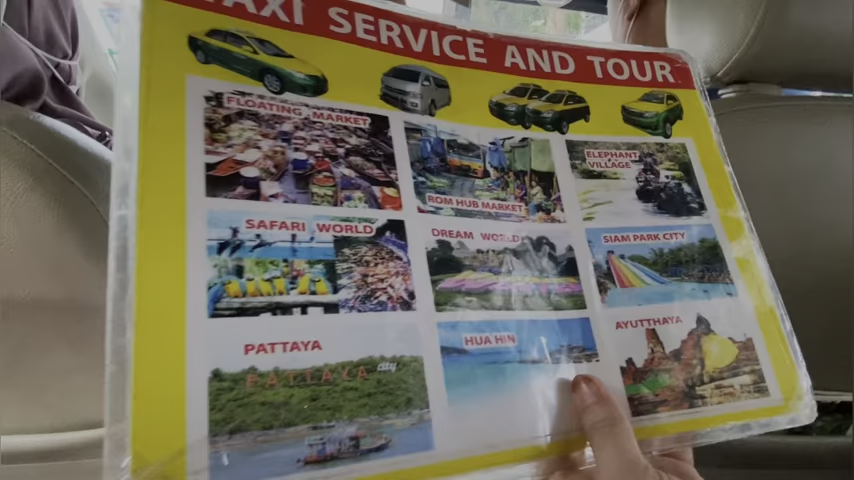 TAXI SERVICE AND TOUR
FLOATING MARKET
ROM HUB MARKET
ELEPHANT
VILLAGE
SAFARI WORLD
DREAM WORLD
SIAM PARK CITY
PATTAYA
PATTAYA city
HUA HIN
AYUTTHAYA